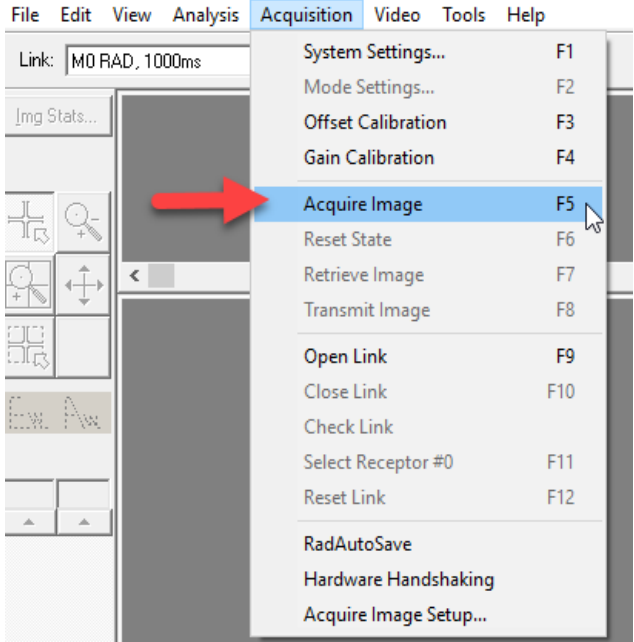 File Edit View Analysis Acquisition Video Tools Help
Link: M0 RAD, 1000ms
Img Stats...
System Settings... F1
Mode Settings... F2
Offset Calibration F3
Gain Calibration F4
Acquire Image F5
Reset State F6
Retrieve Image F7
Transmit Image F8
Open Link F9
Close Link F10
Check Link
Select Receptor #0 F11
Reset Link F12
RadAutoSave
Hardware Handshaking
Acquire Image Setup...